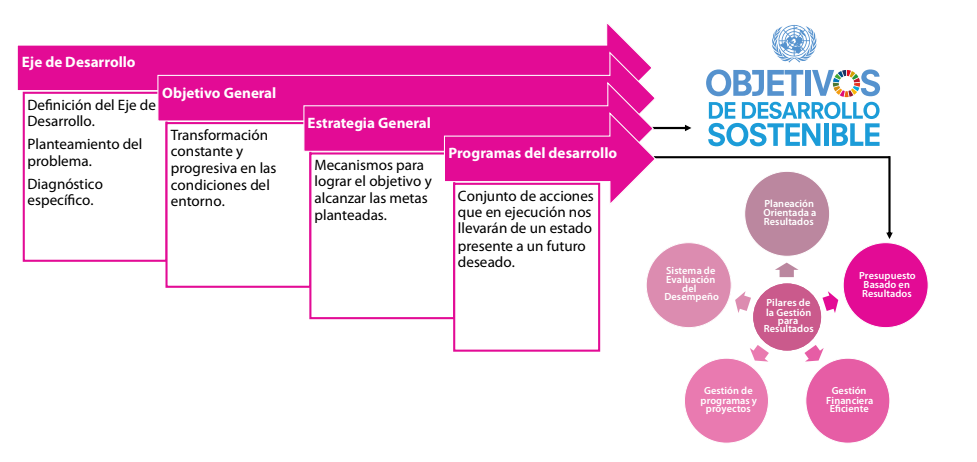 Eje de Desarrollo
Definición del Eje de
Desarrollo.
Planteamiento del
problema.
Diagnóstico
específico.
Objetivo General
Transformación
constante y
progresiva en las
condiciones del
entorno.
Estrategia General
Mecanismos para
lograr el objetivo y
alcanzar las metas
planteadas.
Programas del desarrollo
Conjunto de acciones
que en ejecución nos
llevarán de un estado
presente a un futuro
deseado.
OBJETIVOS
DE DESARROLLO
SOSTENIBLE
Planeación
Orientada a
Resultados
Sistema de
Evaluación
del
Desempeño
Pilares de
la Gestión
para
Resultados
Presupuesto
Basado en
Resultados
Gestión de
programas y
proyectos
Gestión
Financiera
Eficiente